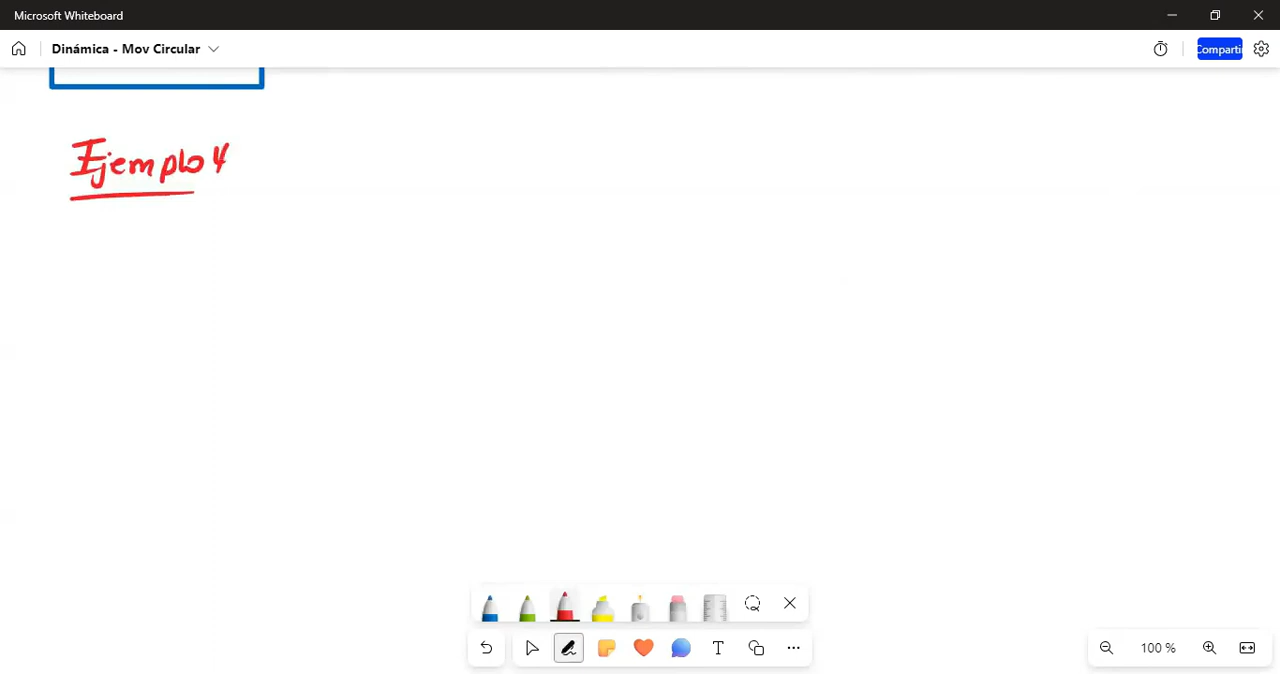 Microsoft Whiteboard
Dinámica - Mov Circular
Comparti
Ejemplo 4
T
100 %